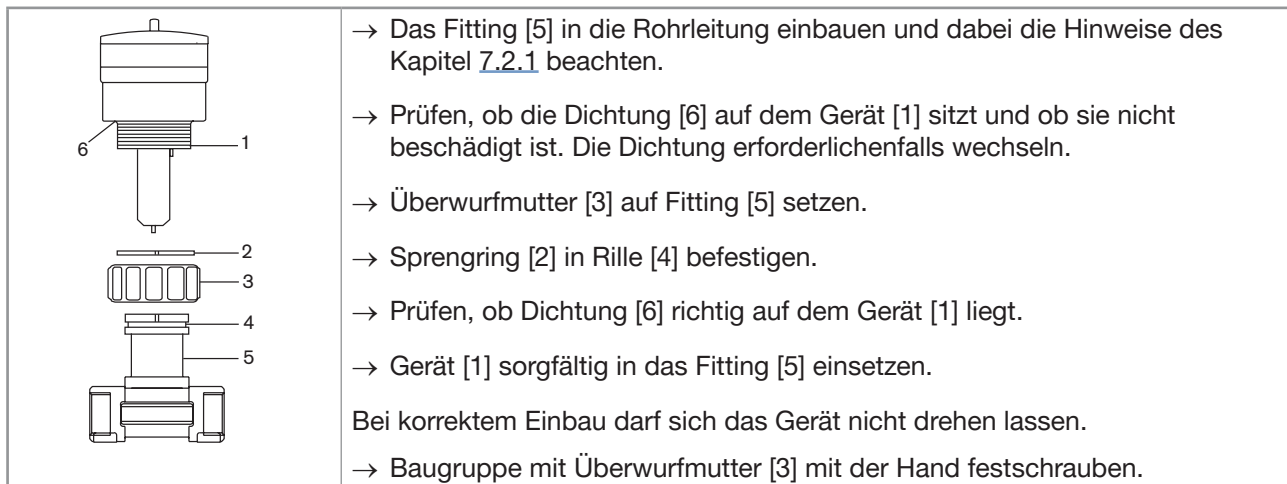 6
1
2
3
4
5
→ Das Fitting [5] in die Rohrleitung einbauen und dabei die Hinweise des
Kapitel 7.2.1 beachten.
→ Prüfen, ob die Dichtung [6] auf dem Gerät [1] sitzt und ob sie nicht
beschädigt ist. Die Dichtung erforderlichenfalls wechseln.
→ Überwurfmutter [3] auf Fitting [5] setzen.
→ Sprengring [2] in Rille [4] befestigen.
→ Prüfen, ob Dichtung [6] richtig auf dem Gerät [1] liegt.
→ Gerät [1] sorgfältig in das Fitting [5] einsetzen.
Bei korrektem Einbau darf sich das Gerät nicht drehen lassen.
→ Baugruppe mit Überwurfmutter [3] mit der Hand festschrauben.